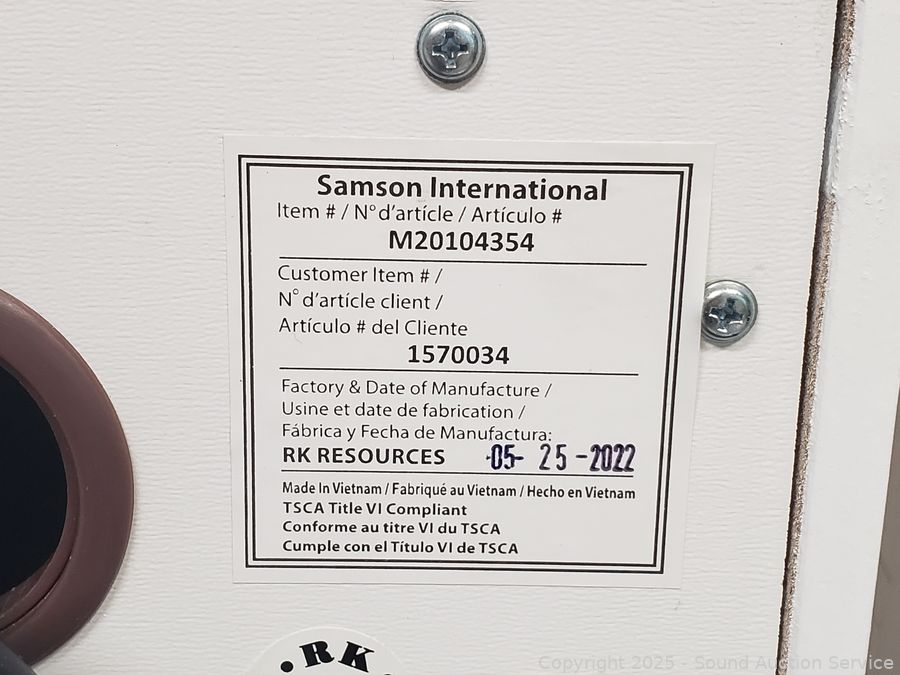 Samson International
Item # / N° d'artícle / Artículo #
M20104354
Customer Item # /
N° d'artícle client /
Artículo # del Cliente
1570034
Factory & Date of Manufacture /
Usine et date de fabrication /
Fábrica y Fecha de Manufactura:
RK RESOURCES 05- 25 -2022
Made In Vietnam / Fabriqué au Vietnam / Hecho en Vietnam
TSCA Title VI Compliant
Conforme au titre VI du TSCA
Cumple con el Título VI de TSCA
.RK.
Copyright 2025 - Sound Auction Service